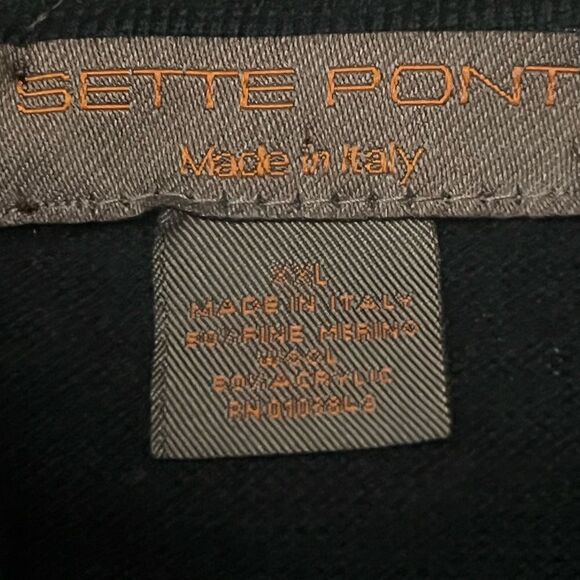 SETTE PONT
Made in Italy
XXL
MADE IN ITALY
50% FINE MERINO
WOOL
50% ACRYLIC